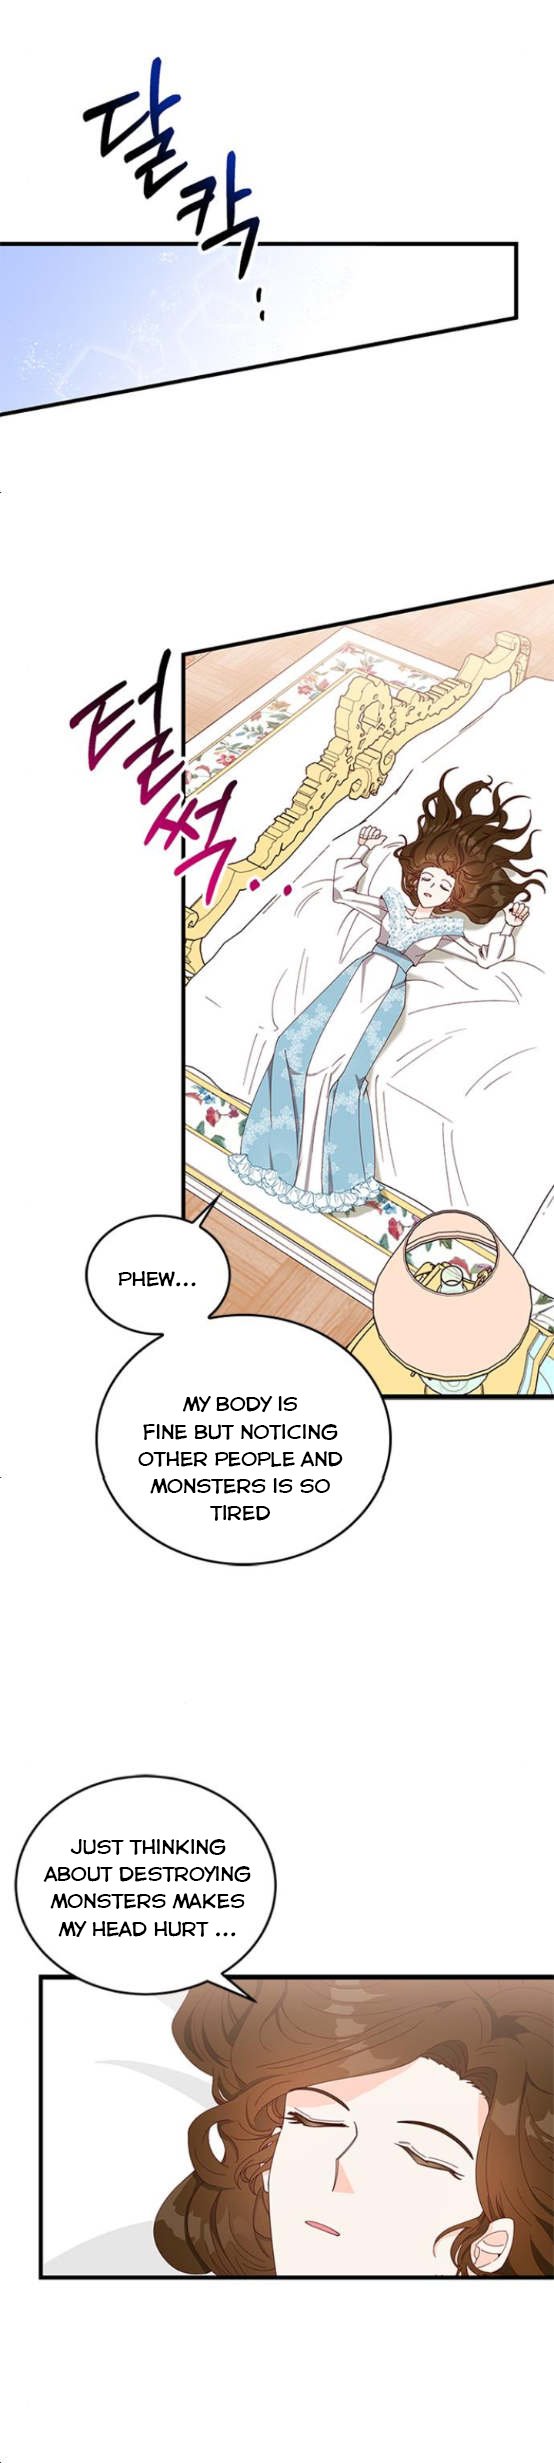 달칵
털썩..
PHEW...
MY BODY IS
FINE BUT NOTICING
OTHER PEOPLE AND
MONSTERS IS SO
TIRED
JUST THINKING
ABOUT DESTROYING
MONSTERS MAKES
MY HEAD HURT ...